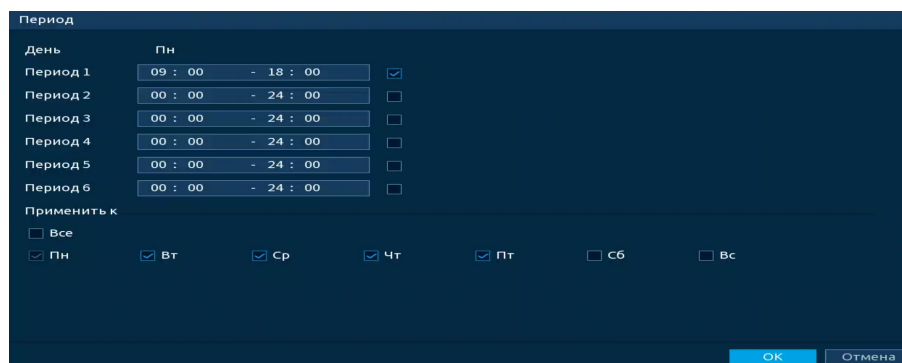 Период
День Пн
Период 1 09 : 00 - 18 : 00
Период 2 00 : 00 - 24 : 00
Период 3 00 : 00 - 24 : 00
Период 4 00 : 00 - 24 : 00
Период 5 00 : 00 - 24 : 00
Период 6 00 : 00 - 24 : 00
Применить к
Все
Пн Вт Ср Чт Пт Сб Вс
OK Отмена